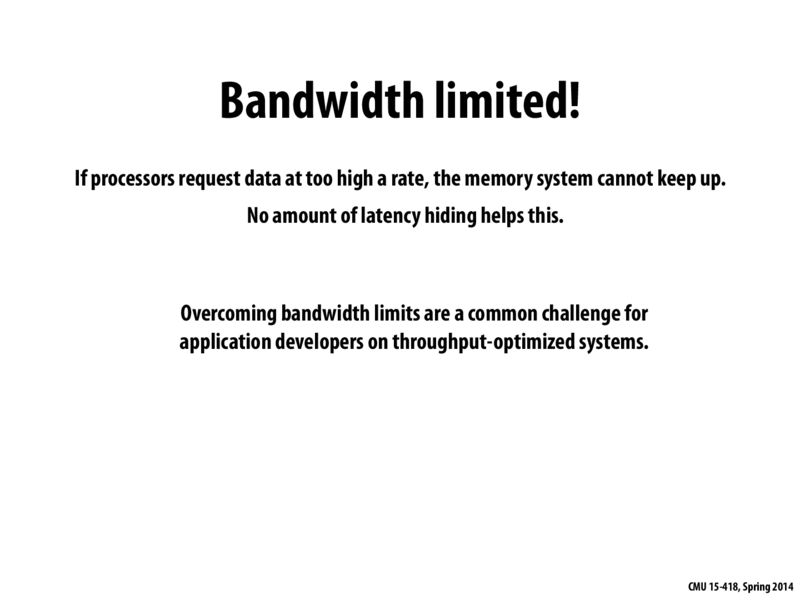 Bandwidth limited!
If processors request data at too high a rate, the memory system cannot keep up.
No amount of latency hiding helps this.
Overcoming bandwidth limits are a common challenge for
application developers on throughput-optimized systems.
CMU 15-418, Spring 2014